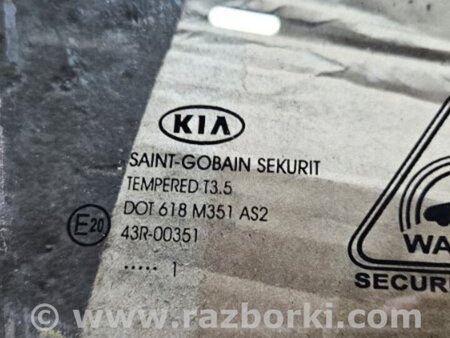 KIA
SAINT-GOBAIN SEKURIT
TEMPERED T3.5
DOT 618 M351 AS2
E20 43R-00351
..... 1
WA
SECUR
© www.razborki.com